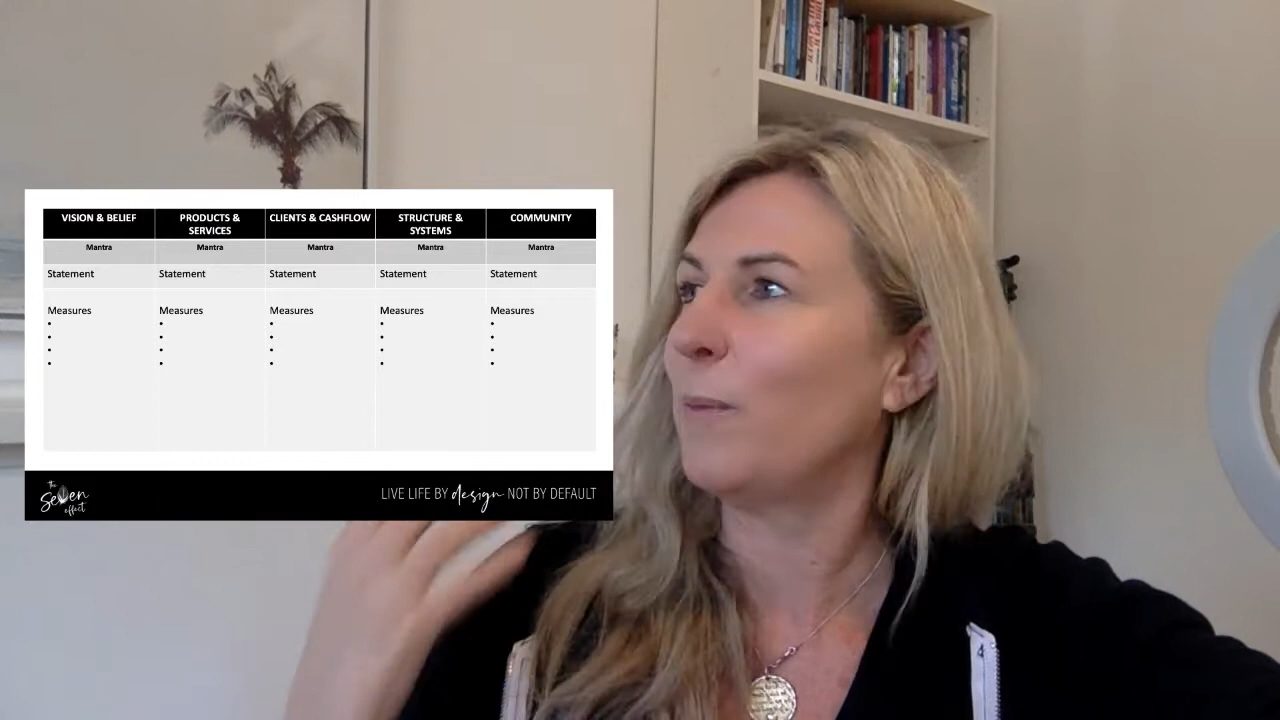 VISION & BELIEF
PRODUCTS &
SERVICES
CLIENTS & CASHFLOW
STRUCTURE &
SYSTEMS
COMMUNITY
Mantra
Mantra
Mantra
Mantra
Mantra
Statement
Statement
Statement
Statement
Statement
Measures
Measures
Measures
Measures
Measures
the
Seven
effect
LIVE LIFE BY design NOT BY DEFAULT